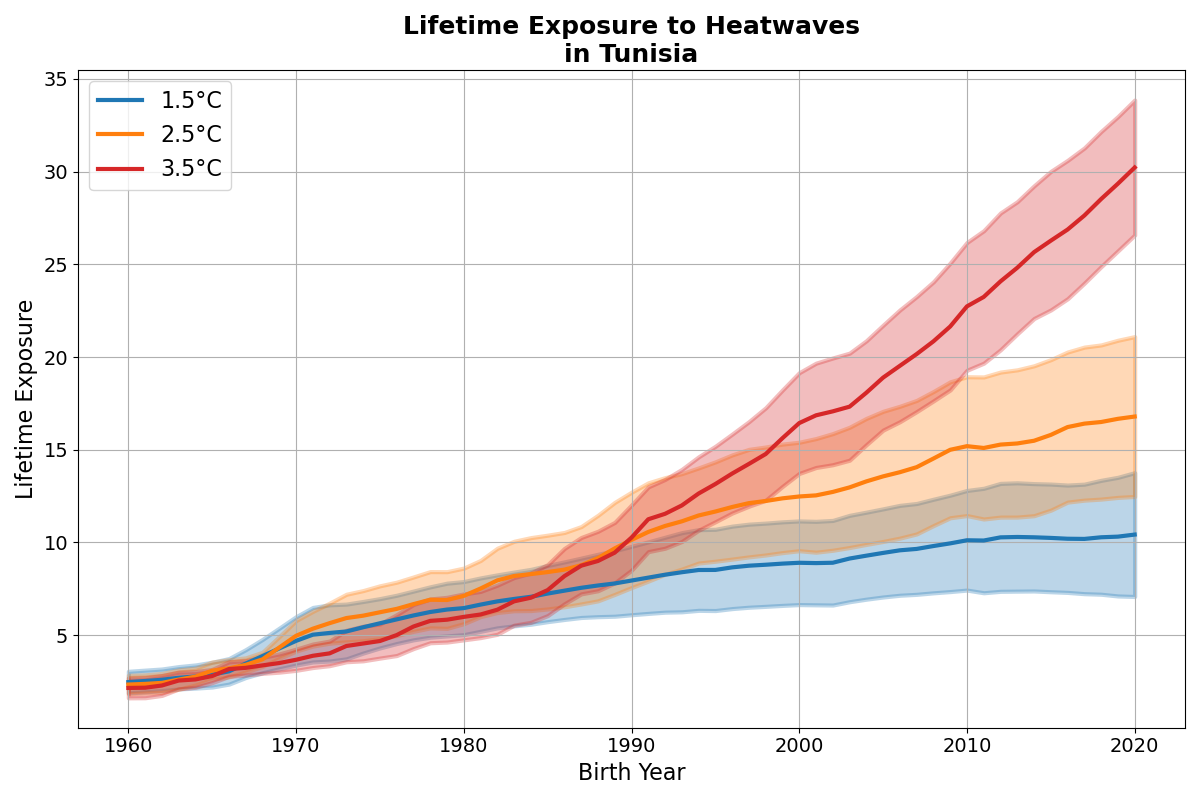 Lifetime Exposure to Heatwaves
in Tunisia
1.5°C
2.5°C
3.5°C
Lifetime Exposure
35
30
25
20
15
10
5
1960 1970 1980 1990 2000 2010 2020
Birth Year